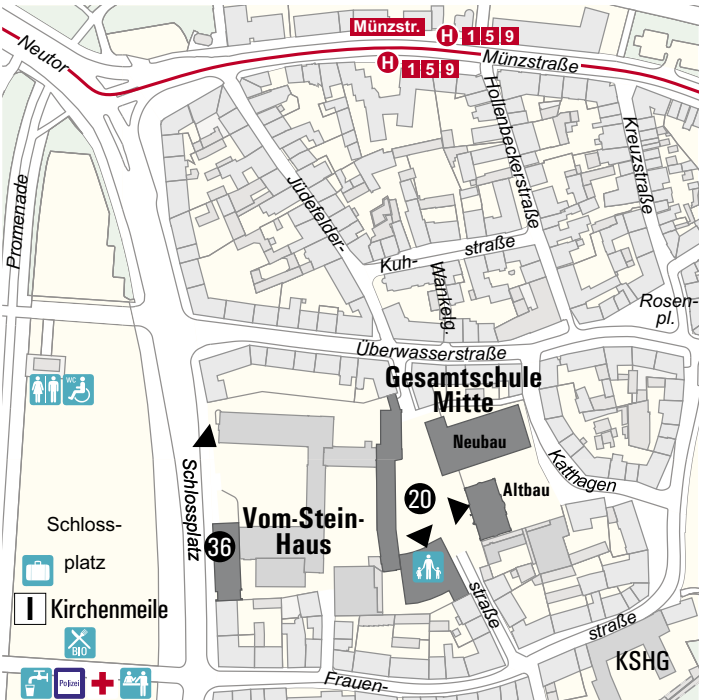 Münzstr.
H 1 5 9
H 1 5 9
Neutor
Münzstraße
Hollenbeckerstraße
Kreuzstraße
Promenade
Jüdefelder-
Kuh-
straße
Wankelg.
Rosen-
pl.
Überwasserstraße
Gesamtschule
Mitte
WC
Neubau
Katthagen
Altbau
20
Schlossplatz
Vom-Stein-
Haus
36
Schloss-
platz
I Kirchenmeile
BIO
straße
straße
KSHG
Polizei
Frauen-